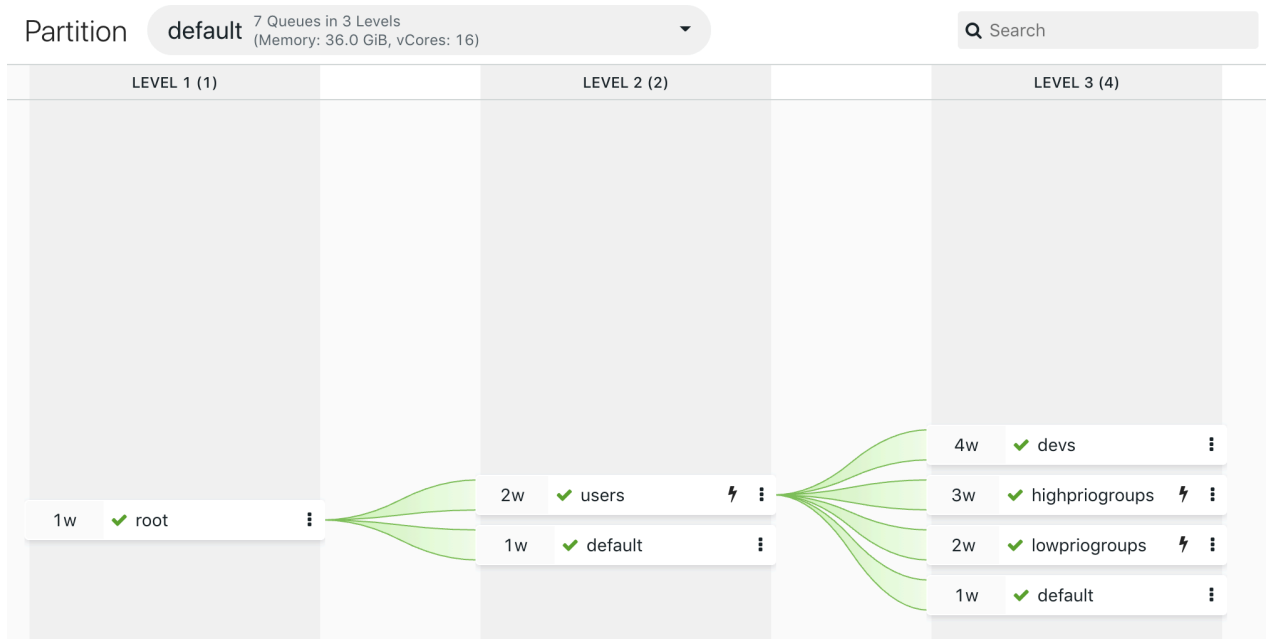 Partition
default
7 Queues in 3 Levels
(Memory: 36.0 GiB, vCores: 16)
Search
LEVEL 1 (1)
LEVEL 2 (2)
LEVEL 3 (4)
1w root
2w users
1w default
4w devs
3w highpriogroups
2w lowpriogroups
1w default